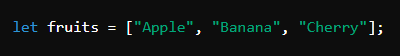 let fruits = ["Apple", "Banana", "Cherry"];